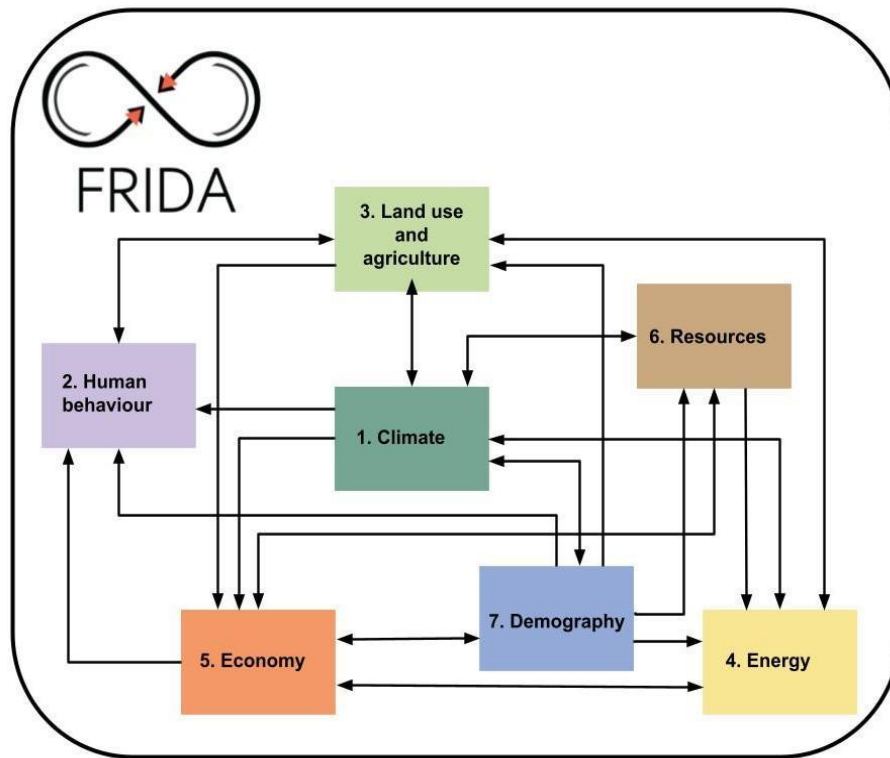 FRIDA
3. Land use
and
agriculture
6. Resources
2. Human
behaviour
1. Climate
7. Demography
5. Economy
4. Energy